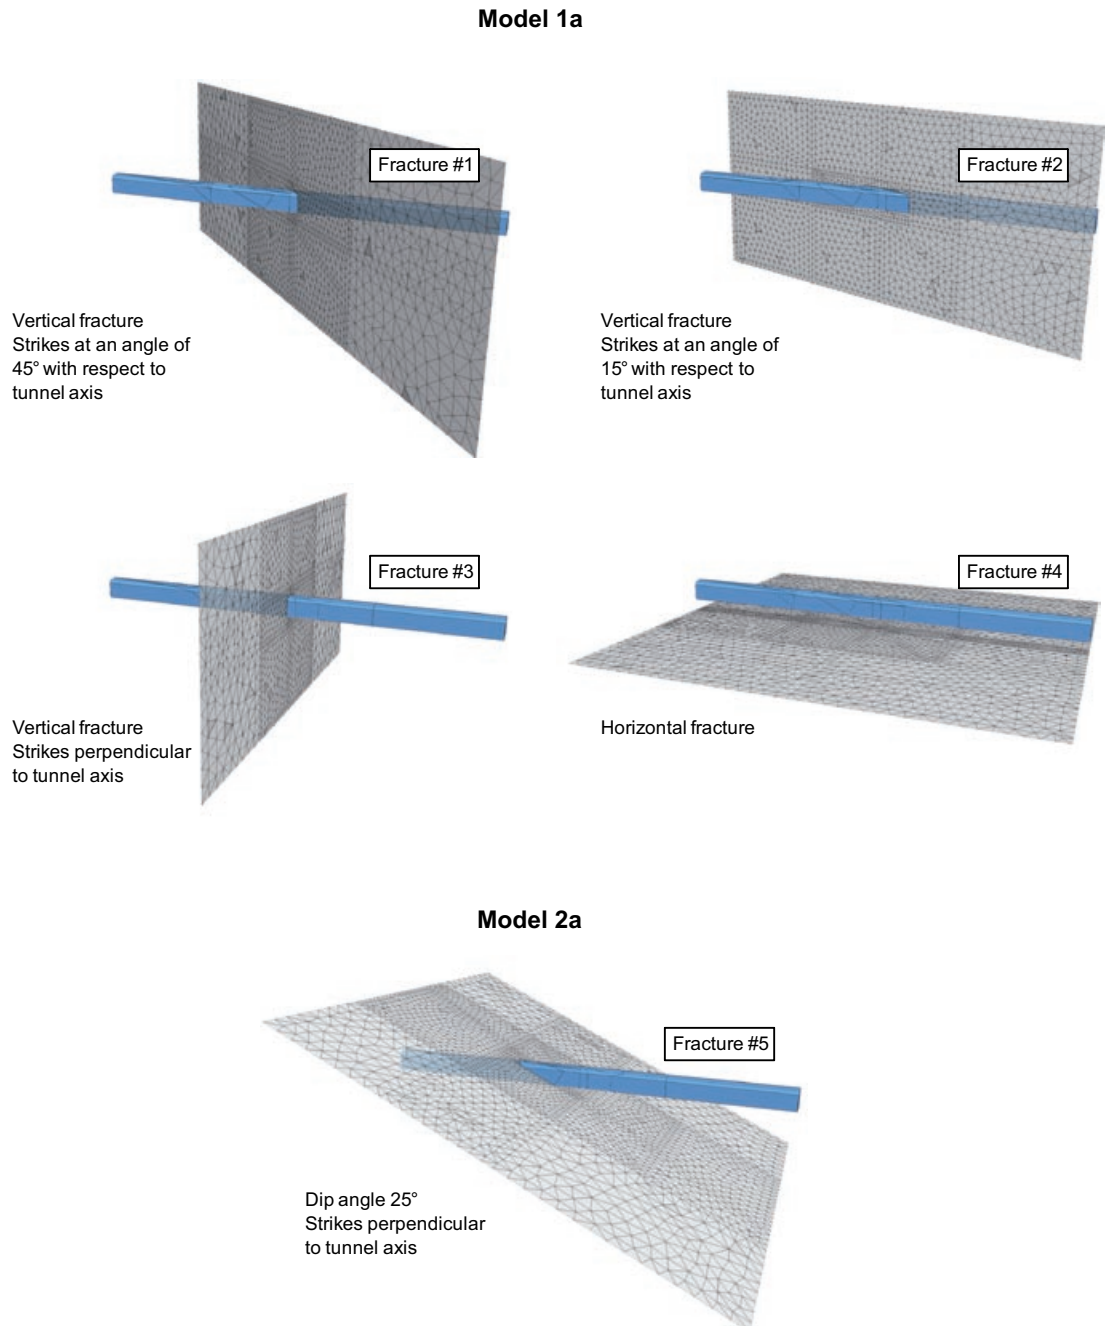 Model 1a
Fracture #1
Vertical fracture
Strikes at an angle of
45° with respect to
tunnel axis
Fracture #2
Vertical fracture
Strikes at an angle of
15° with respect to
tunnel axis
Fracture #3
Vertical fracture
Strikes perpendicular
to tunnel axis
Fracture #4
Horizontal fracture
Model 2a
Fracture #5
Dip angle 25°
Strikes perpendicular
to tunnel axis